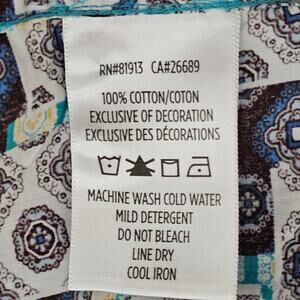 RN#81913 CA#26689
100% COTTON/COTON
EXCLUSIVE OF DECORATION
EXCLUSIVE DES DÉCORATIONS
MACHINE WASH COLD WATER
MILD DETERGENT
DO NOT BLEACH
LINE DRY
COOL IRON